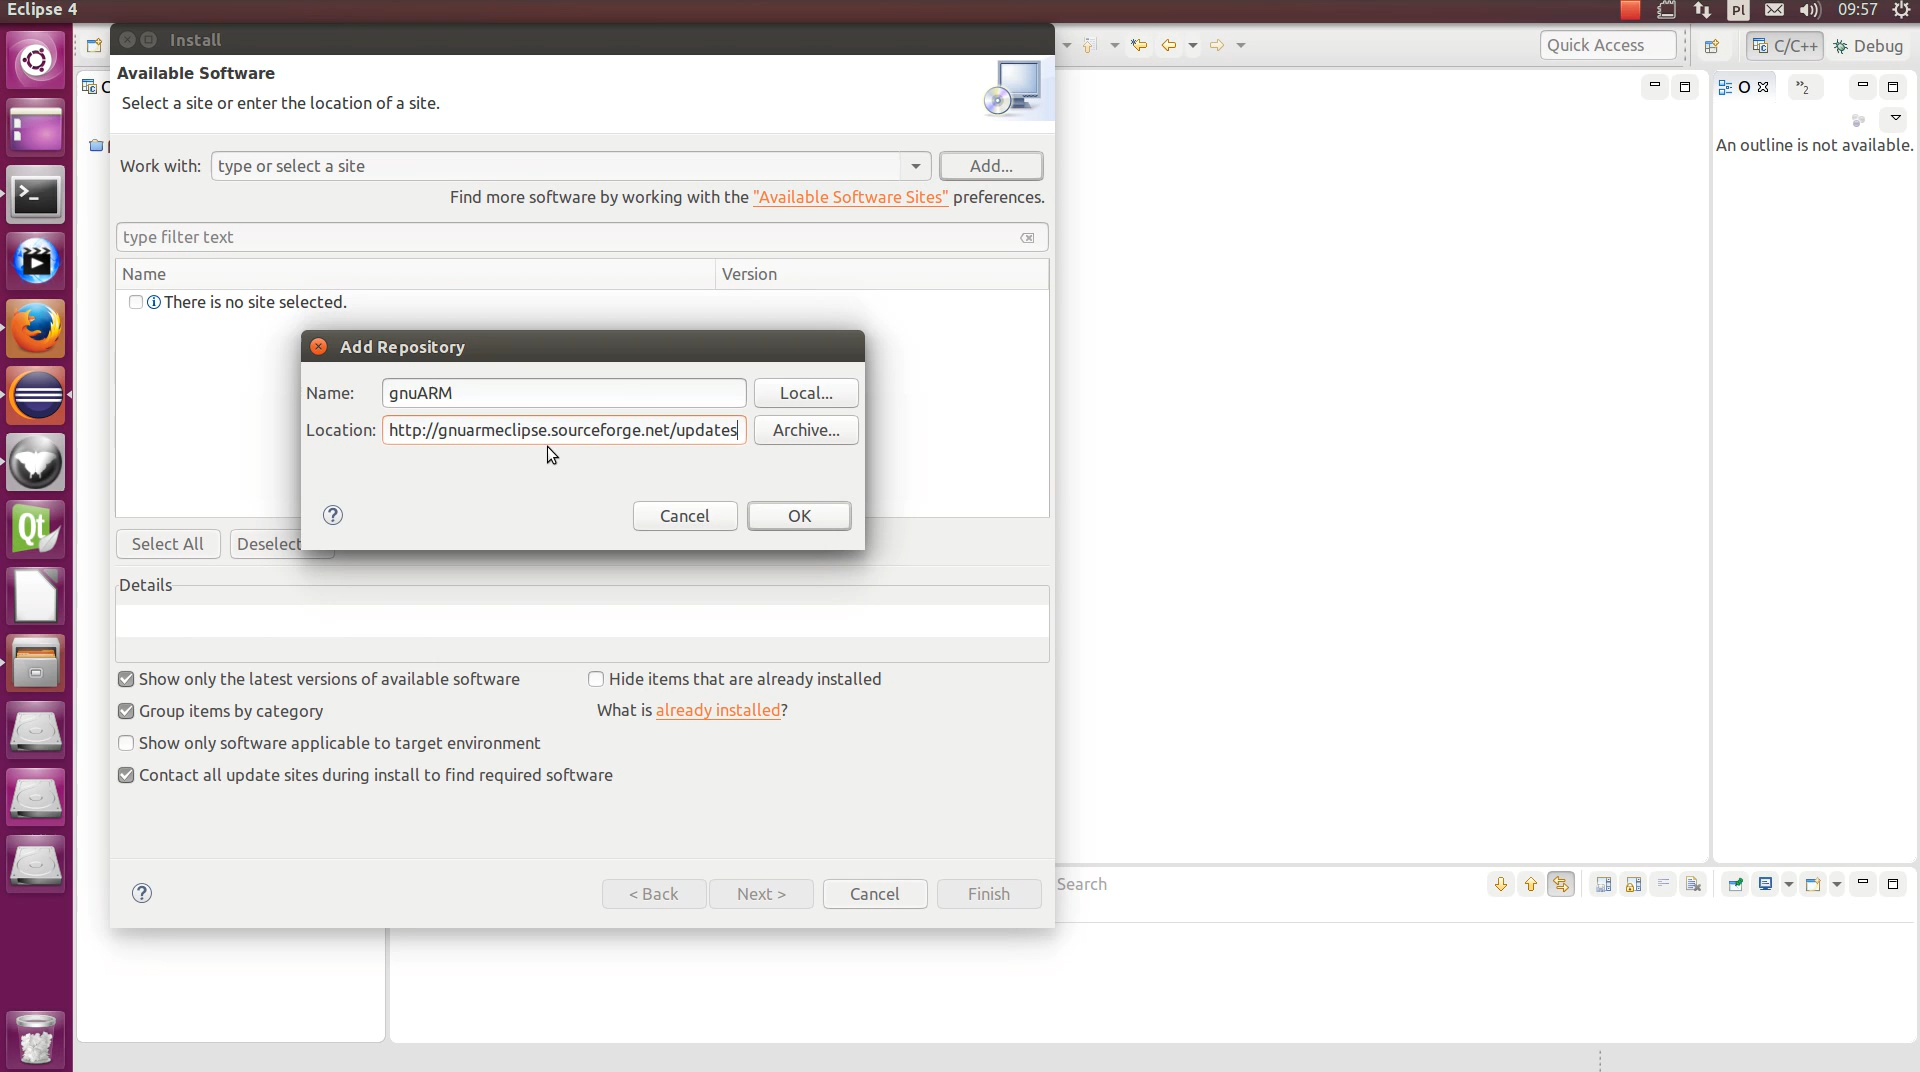 Eclipse 4
Pl
09:57
Install
Available Software
Select a site or enter the location of a site.
Quick Access
C/C++
Debug
C
O
»2
An outline is not available.
Work with:
type or select a site
Add...
Find more software by working with the "Available Software Sites" preferences.
type filter text
Name
Version
There is no site selected.
Add Repository
Name:
gnuARM
Local...
Location:
http://gnuarmeclipse.sourceforge.net/updates
Archive...
Cancel
OK
Select All
Deselect
Qt
Details
Show only the latest versions of available software
Hide items that are already installed
Group items by category
What is already installed?
Show only software applicable to target environment
Contact all update sites during install to find required software
< Back
Next >
Cancel
Finish
Search